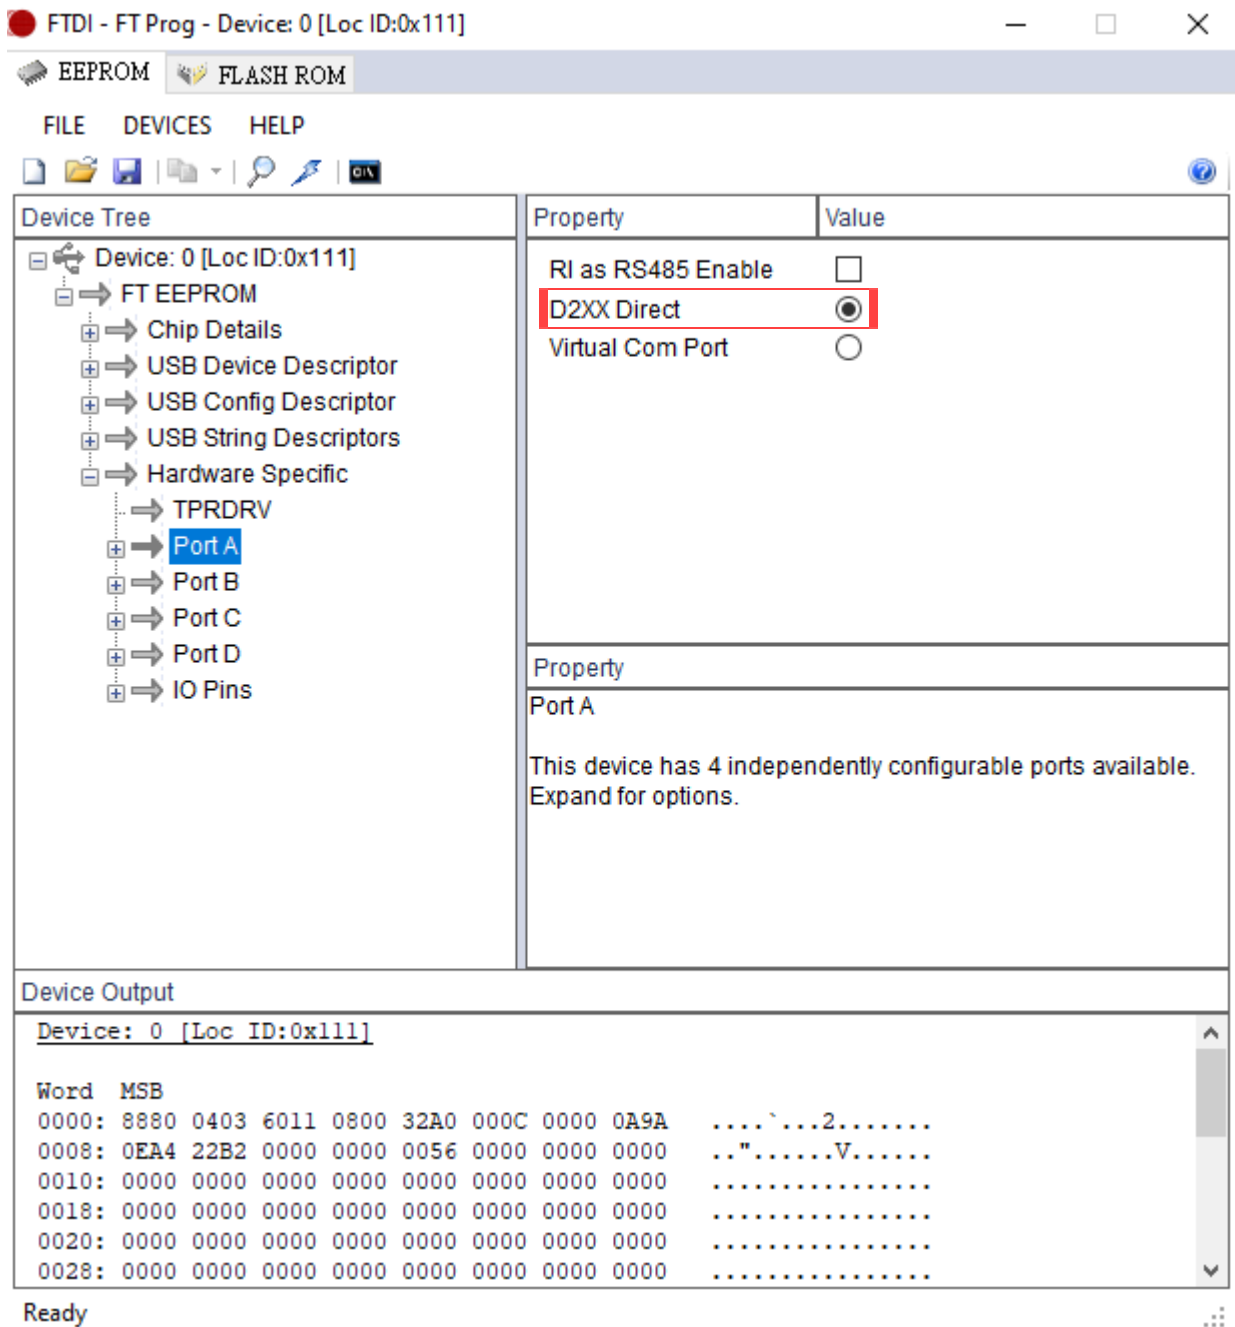 FTDI - FT Prog - Device: 0 [Loc ID:0x111]
EEPROM
FLASH ROM
FILE DEVICES HELP
C:\
Device Tree
Device: 0 [Loc ID:0x111]
FT EEPROM
Chip Details
USB Device Descriptor
USB Config Descriptor
USB String Descriptors
Hardware Specific
TPRDRV
Port A
Port B
Port C
Port D
IO Pins
Property Value
RI as RS485 Enable
D2XX Direct
Virtual Com Port
Property
Port A
This device has 4 independently configurable ports available.
Expand for options.
Device Output
Device: 0 [Loc ID:0x111]
Word MSB
0000: 8880 0403 6011 0800 32A0 000C 0000 0A9A ....`...2.......
0008: 0EA4 22B2 0000 0000 0056 0000 0000 0000 .."......V......
0010: 0000 0000 0000 0000 0000 0000 0000 0000 ................
0018: 0000 0000 0000 0000 0000 0000 0000 0000 ................
0020: 0000 0000 0000 0000 0000 0000 0000 0000 ................
0028: 0000 0000 0000 0000 0000 0000 0000 0000 ................
Ready